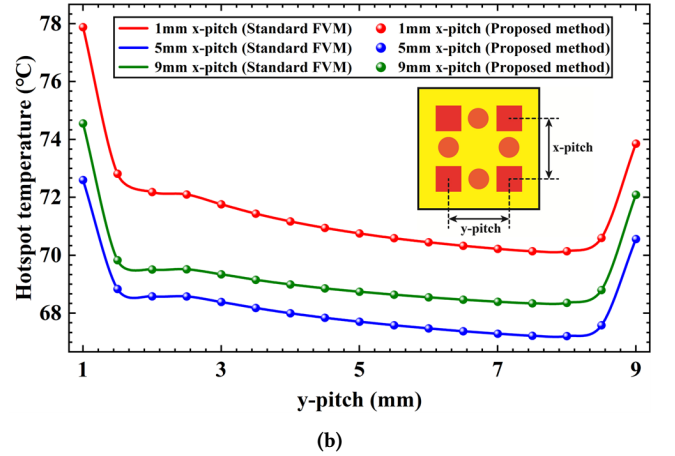 78
76
74
72
70
68
Hotspot temperature (°C)
1mm x-pitch (Standard FVM) 1mm x-pitch (Proposed method)
5mm x-pitch (Standard FVM) 5mm x-pitch (Proposed method)
9mm x-pitch (Standard FVM) 9mm x-pitch (Proposed method)
x-pitch
y-pitch
1 3 5 7 9
y-pitch (mm)
(b)